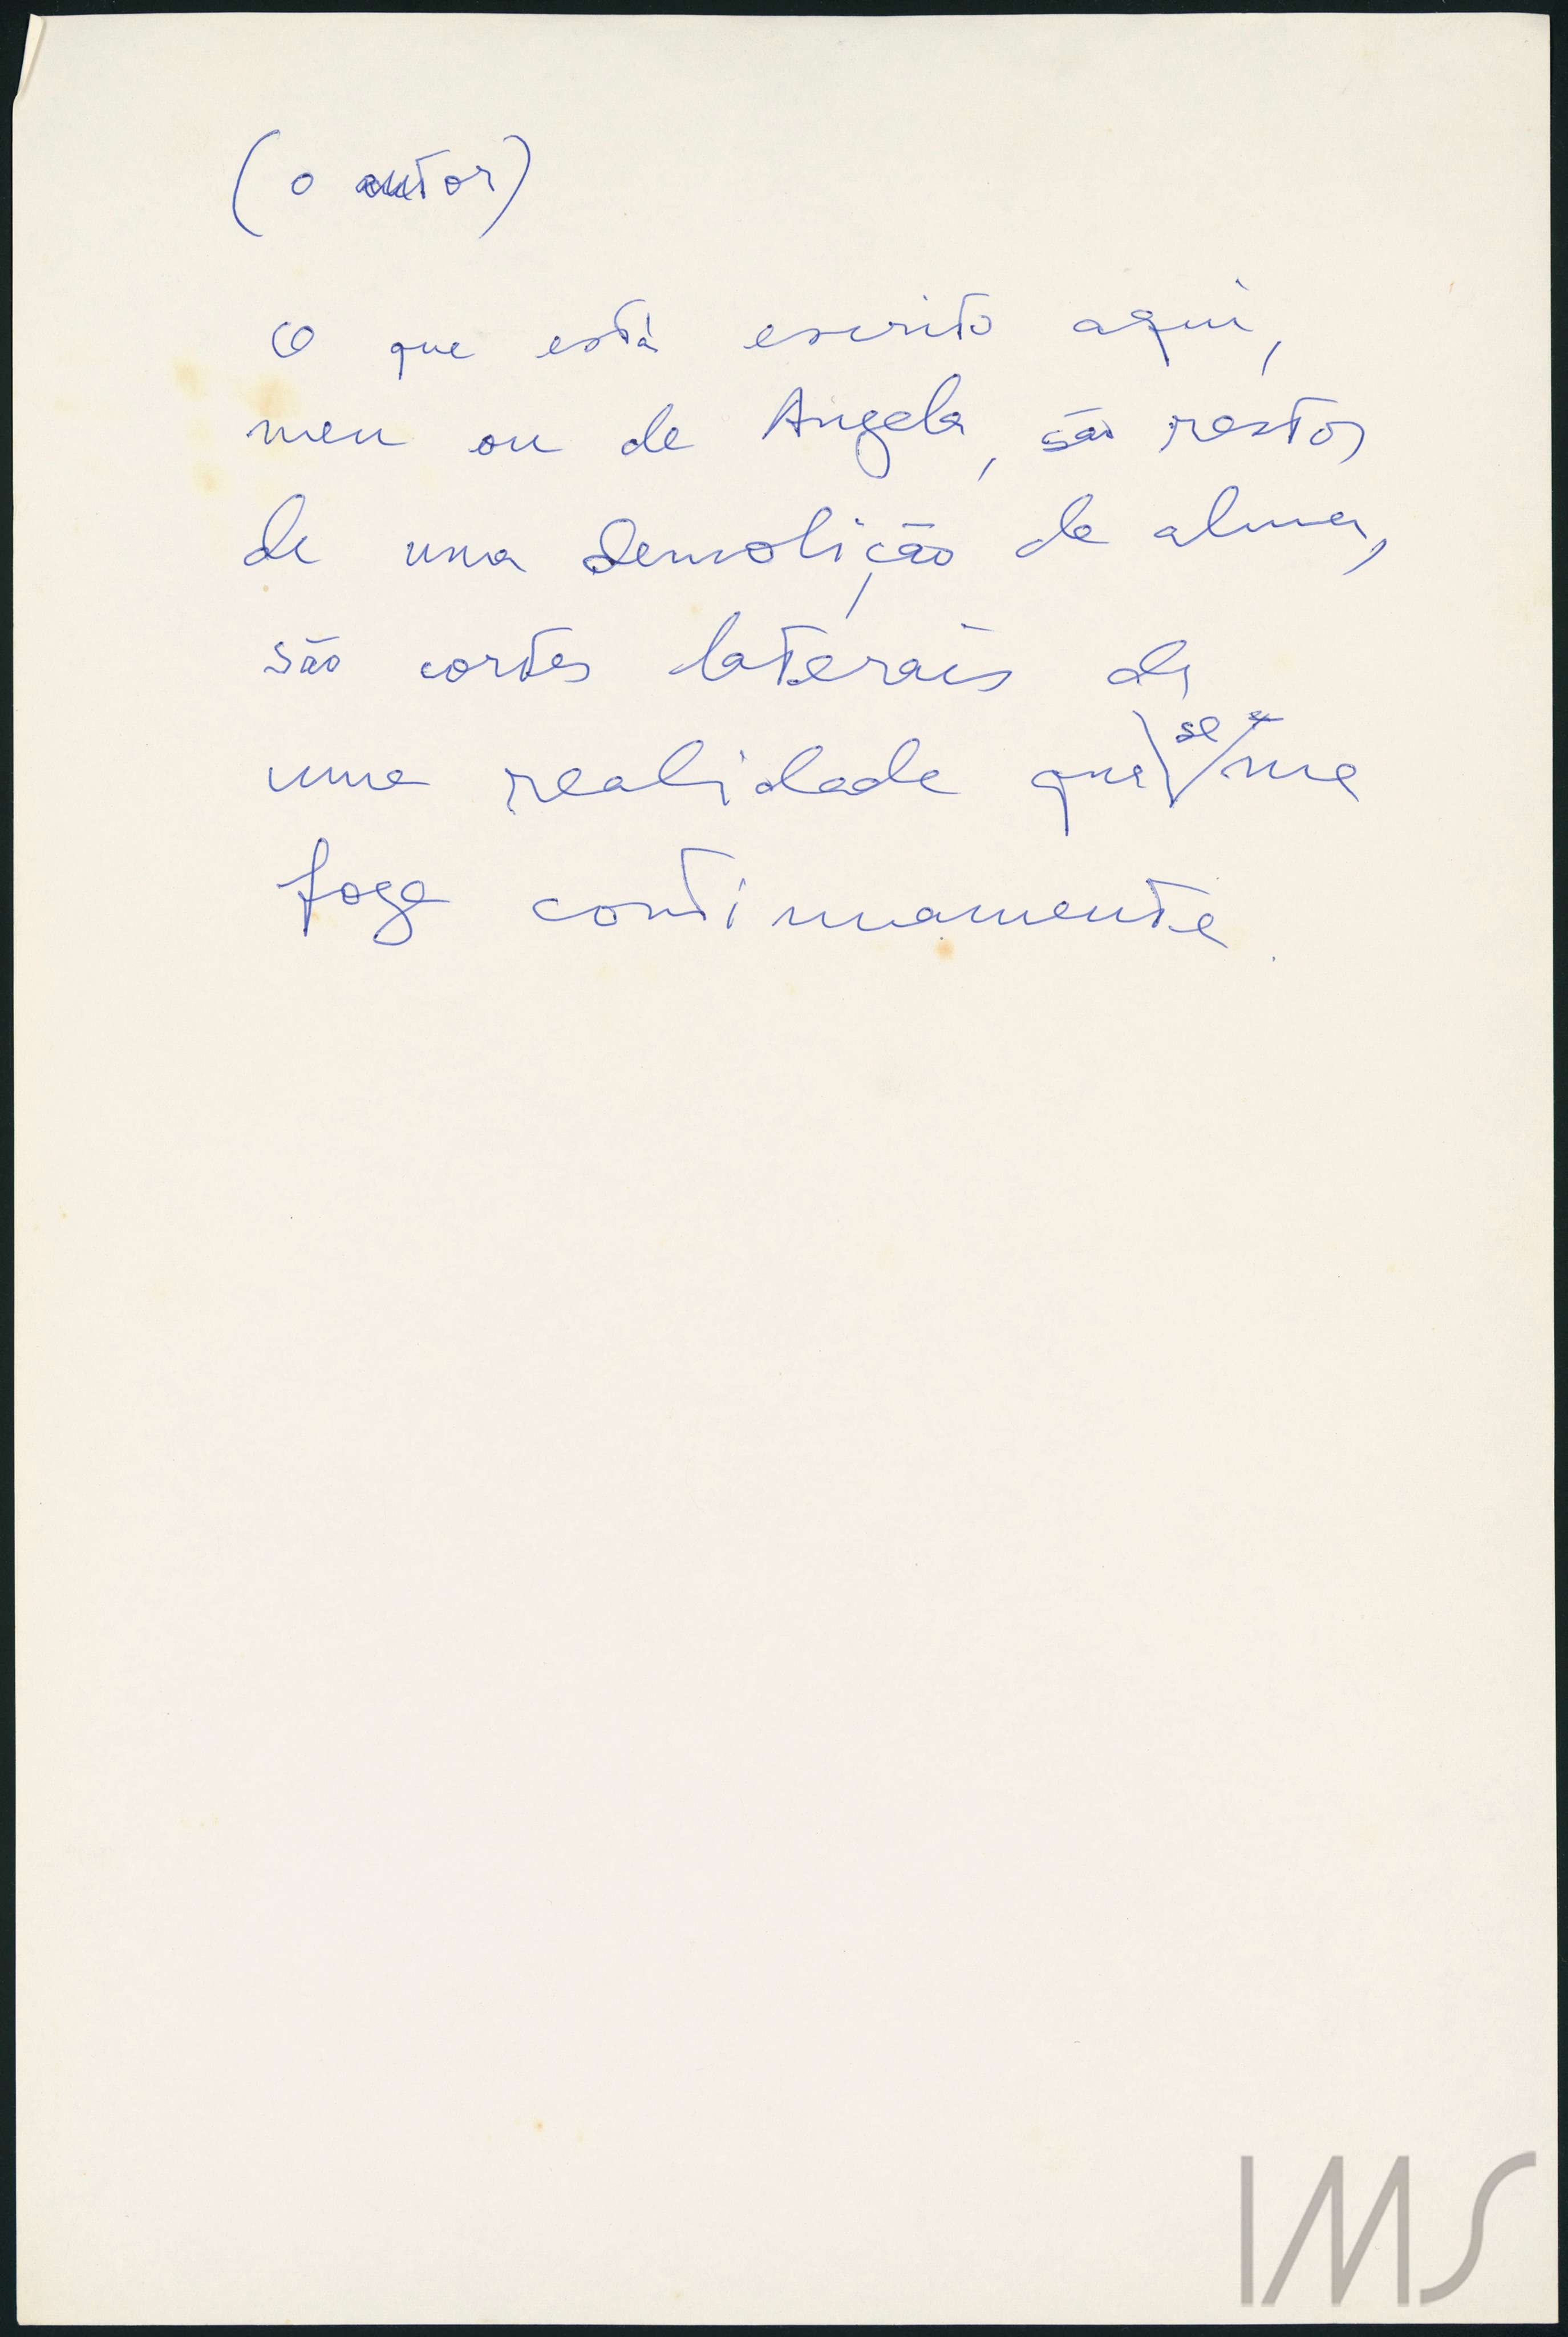 (o autor)
O que está escrito aqui,
meu ou de Angela, são restos
de uma demolição de alma,
são cortes laterais de
uma realidade que se me
foge continuamente.
IMS